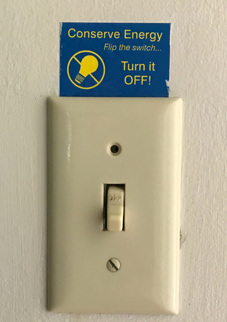 Conserve Energy
Flip the switch...
Turn it
OFF!